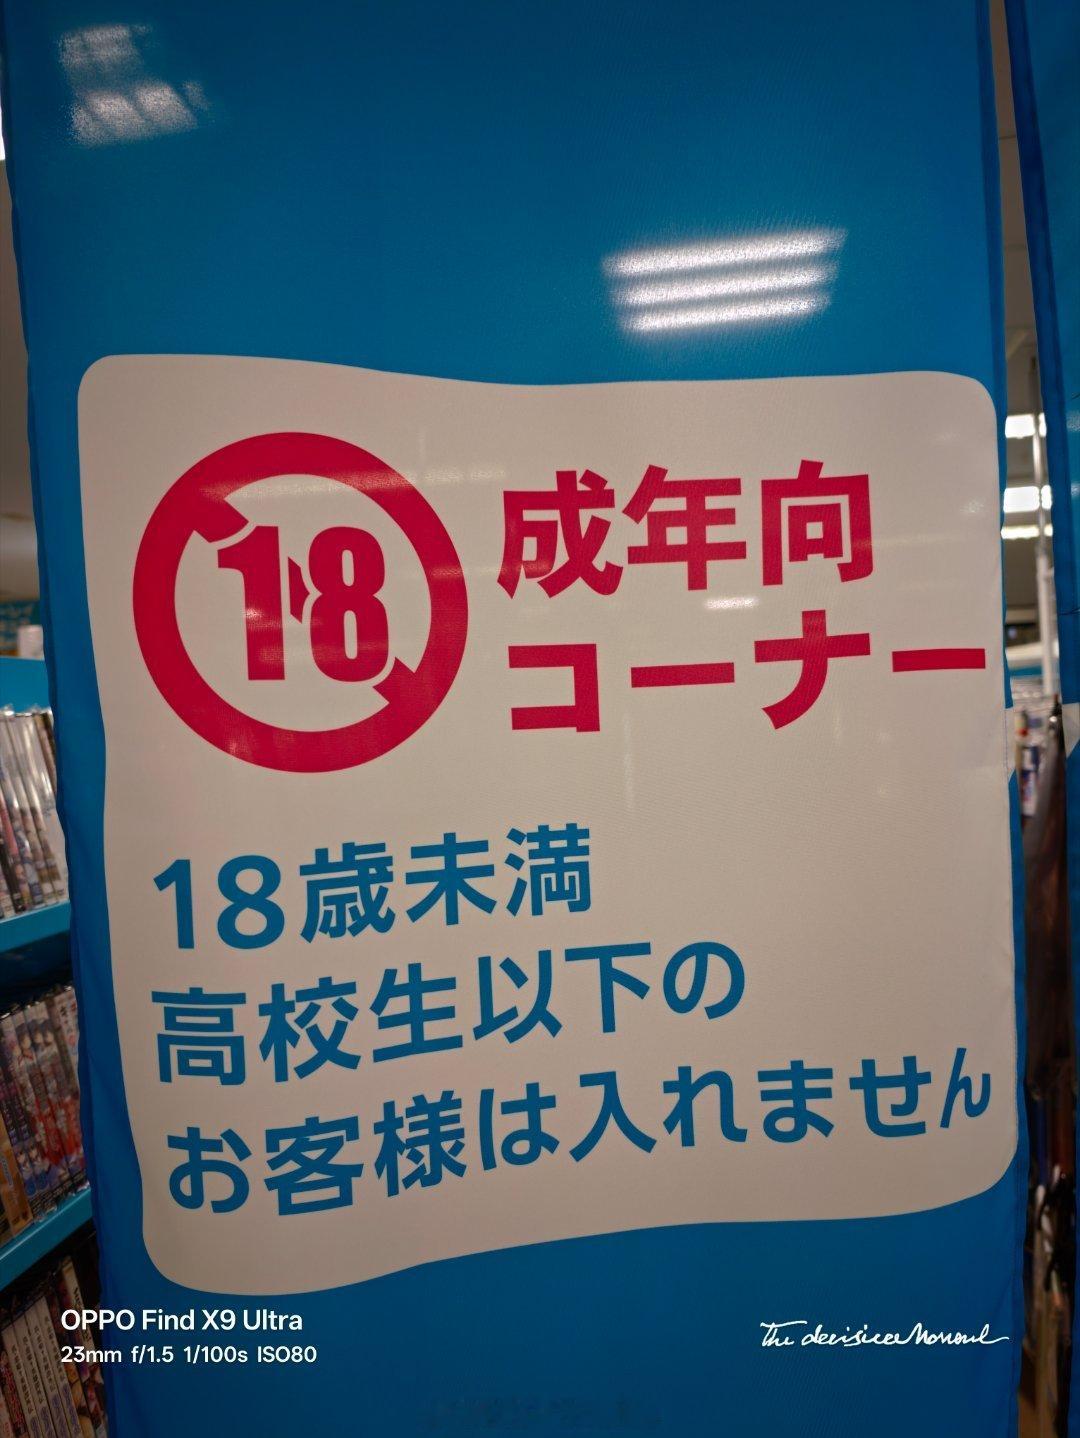 18
成年向
コーナー
18歳未満
高校生以下の
お客様は入れません
OPPO Find X9 Ultra
23mm f/1.5 1/100s ISO80